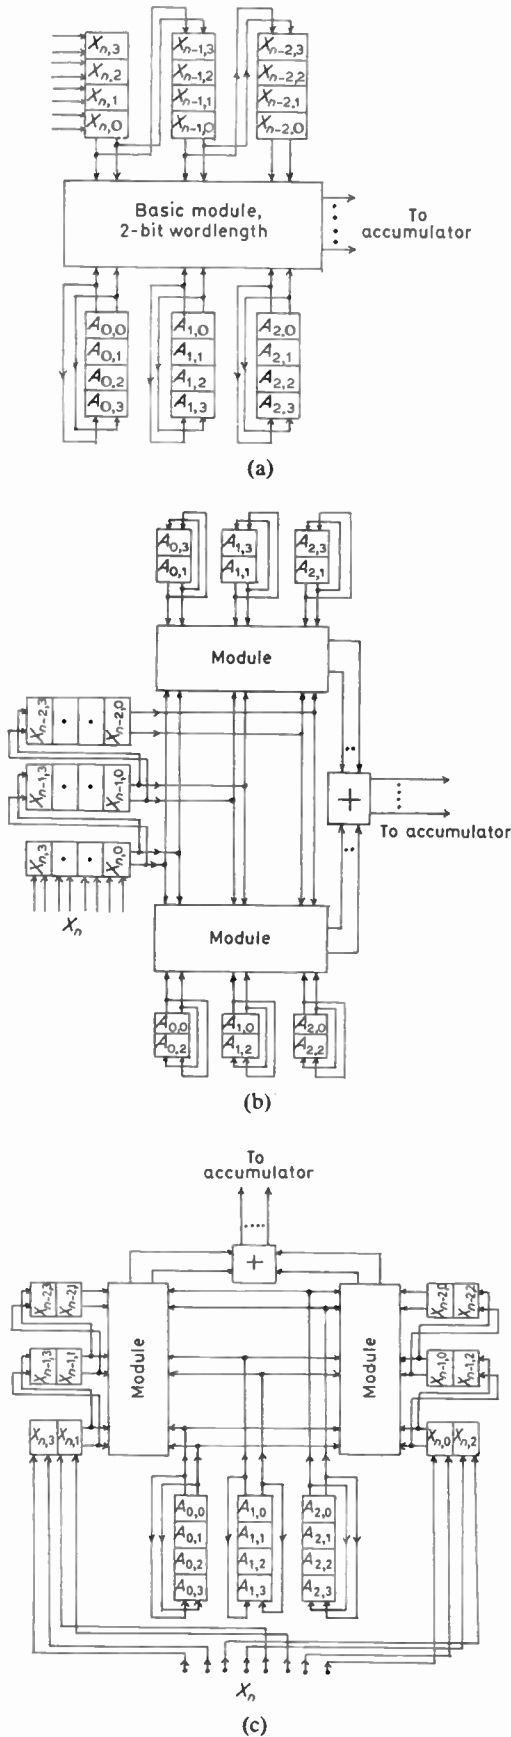 Xn,3 Xn−1,3 Xn−2,3
Xn,2 Xn−1,2 Xn−2,2
Xn,1 Xn−1,1 Xn−2,1
Xn,0 Xn−1,0 Xn−2,0
Basic module,
2-bit wordlength
To
accumulator
A0,0 A1,0 A2,0
A0,1 A1,1 A2,1
A0,2 A1,2 A2,2
A0,3 A1,3 A2,3
(a)
A0,3 A1,3 A2,3
A0,1 A1,1 A2,1
Module
Xn−2,3 Xn−2,0
Xn−1,3 Xn−1,0
+
To accumulator
Xn,3 Xn,0
Xn
Module
A0,0 A1,0 A2,0
A0,2 A1,2 A2,2
(b)
To
accumulator
+
Xn−2,3 Xn−2,1 Xn−2,0 Xn−2,2
Module Module
Xn−1,3 Xn−1,1 Xn−1,0 Xn−1,2
Xn,3 Xn,1 Xn,0 Xn,2
A0,0 A1,0 A2,0
A0,1 A1,1 A2,1
A0,2 A1,2 A2,2
A0,3 A1,3 A2,3
Xn
(c)